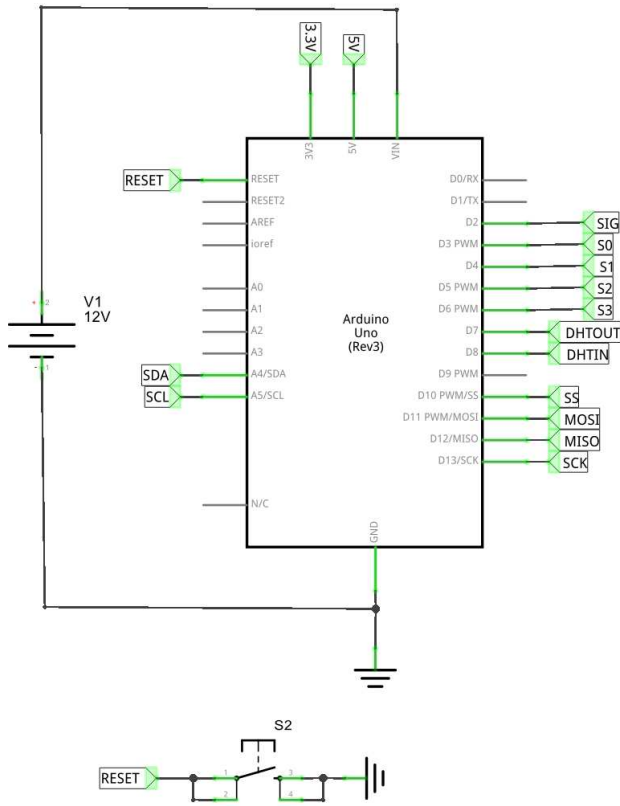 3.3V
5V
3V3
5V
VIN
RESET
RESET
RESET2
AREF
ioref
A0
A1
A2
A3
SDA
A4/SDA
SCL
A5/SCL
N/C
Arduino
Uno
(Rev3)
D0/RX
D1/TX
D2
SIG
D3 PWM
S0
D4
S1
D5 PWM
S2
D6 PWM
S3
D7
DHTOUT
D8
DHTIN
D9 PWM
D10 PWM/SS
SS
D11 PWM/MOSI
MOSI
D12/MISO
MISO
D13/SCK
SCK
GND
+ 2
V1
12V
- 1
S2
RESET
1
2
3
4